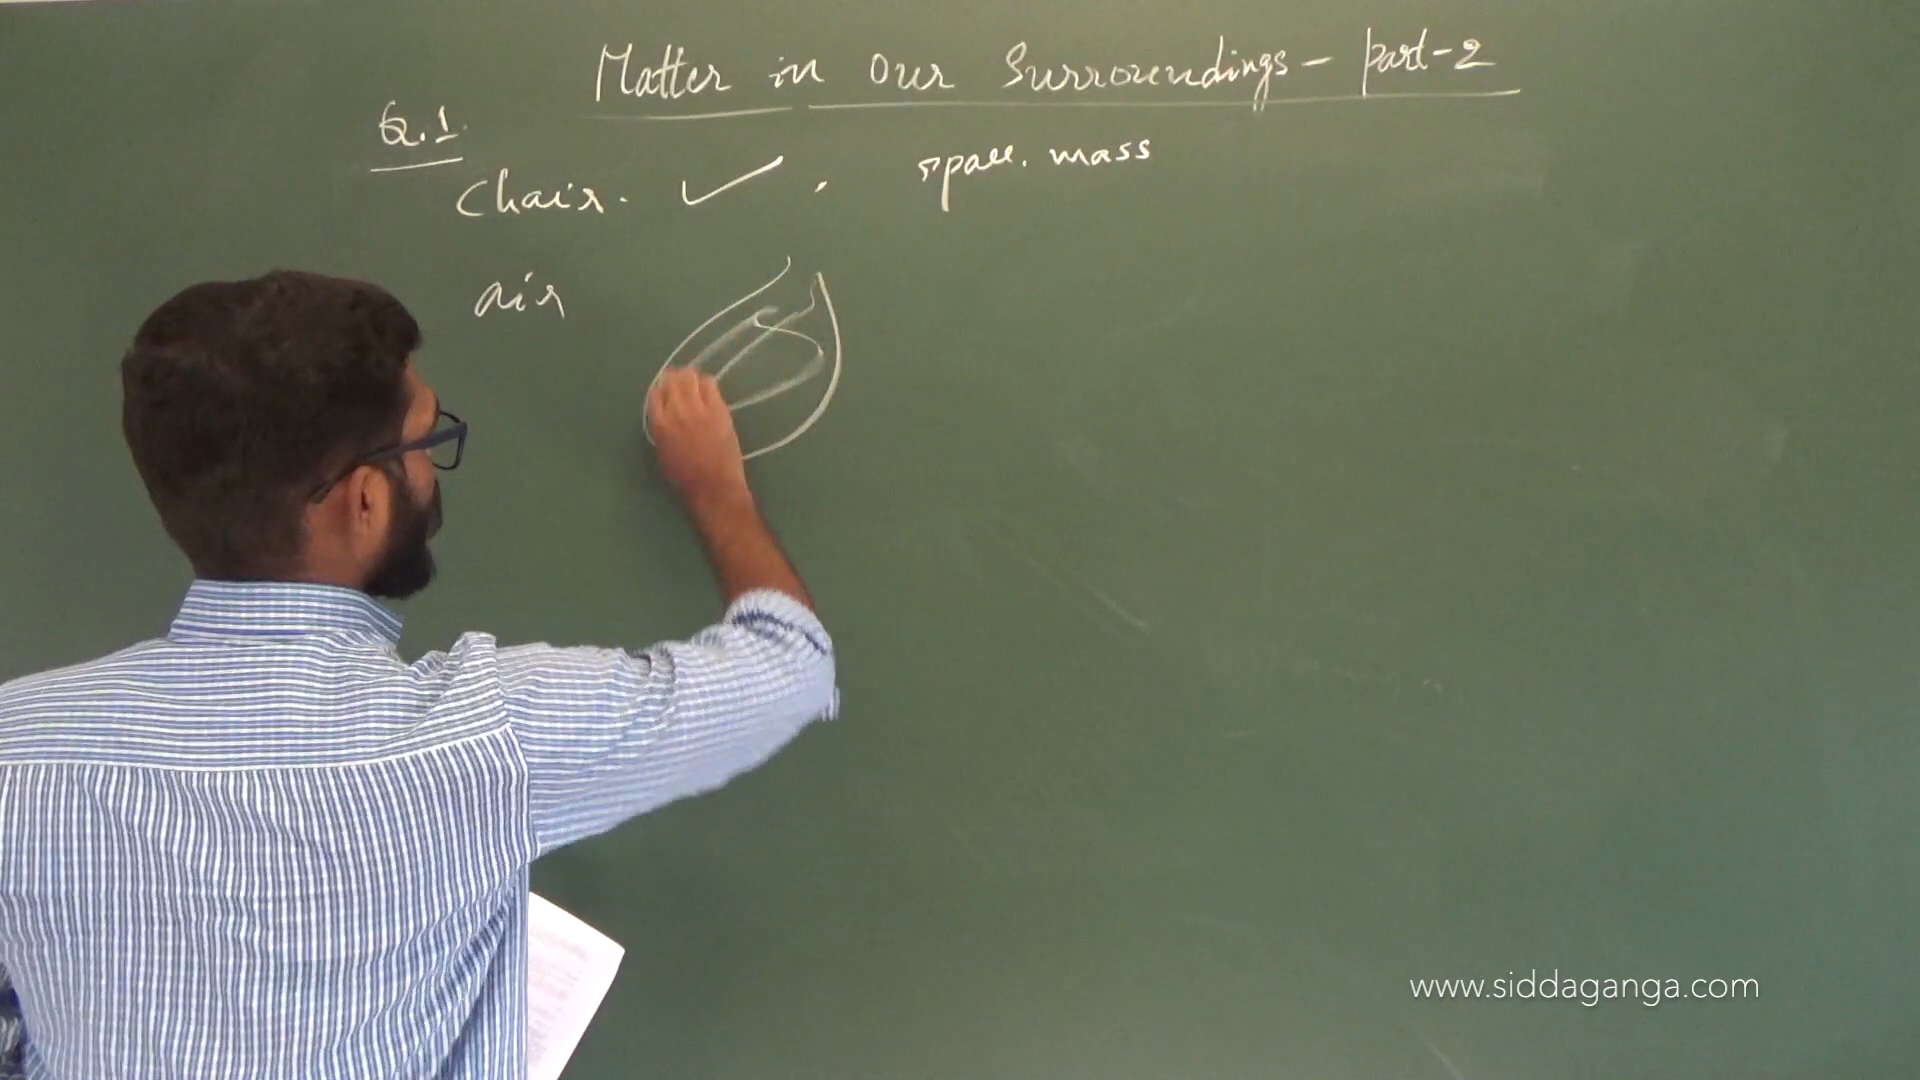 Matter in Our Surroundings - Part-2
Q.1.
Chair. ✓ . space. mass
air
www.siddaganga.com